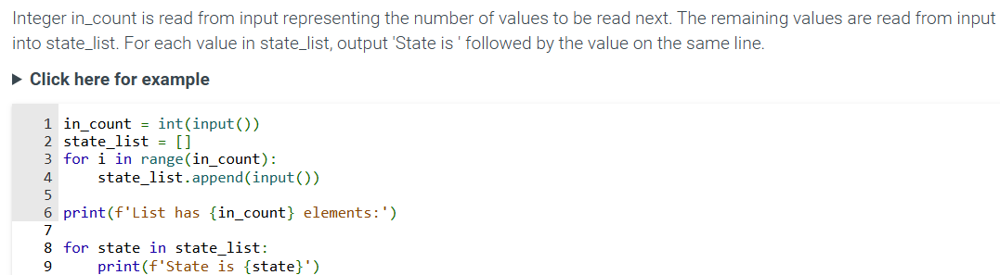 Integer in_count is read from input representing the number of values to be read next. The remaining values are read from input
into state_list. For each value in state_list, output 'State is ' followed by the value on the same line.
▶ Click here for example
1 in_count = int(input())
2 state_list = []
3 for i in range(in_count):
4     state_list.append(input())
5
6 print(f'List has {in_count} elements:')
7
8 for state in state_list:
9     print(f'State is {state}')